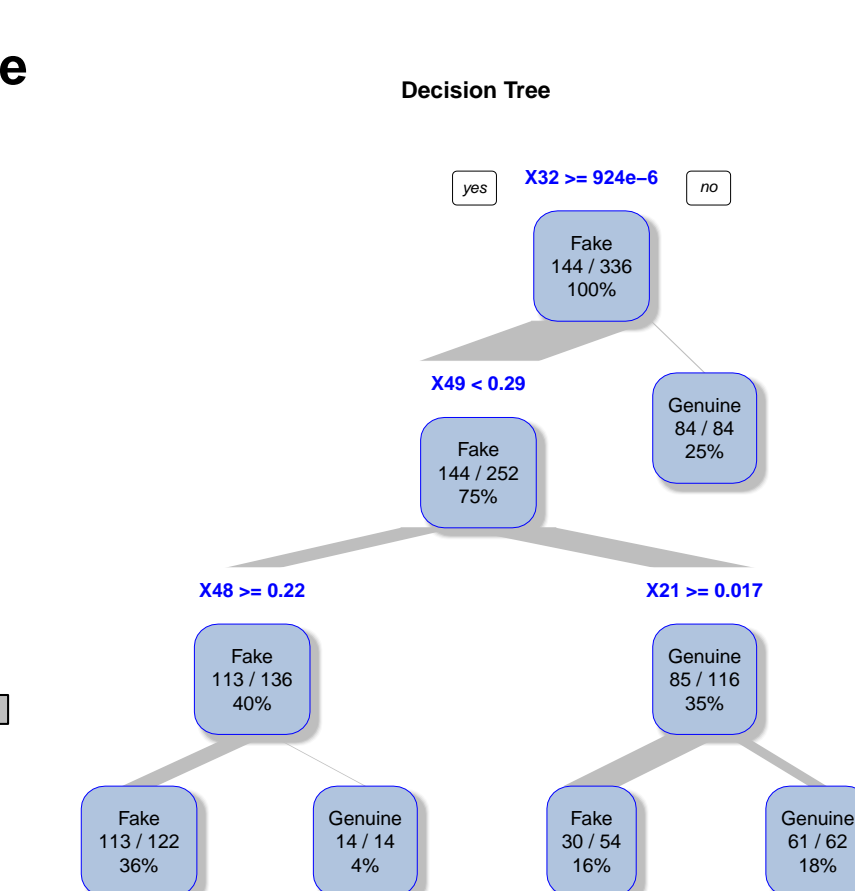 e
Decision Tree
yes
X32 >= 924e−6
no
Fake
144 / 336
100%
X49 < 0.29
Genuine
84 / 84
25%
Fake
144 / 252
75%
X48 >= 0.22
X21 >= 0.017
Fake
113 / 136
40%
Genuine
85 / 116
35%
Fake
113 / 122
36%
Genuine
14 / 14
4%
Fake
30 / 54
16%
Genuine
61 / 62
18%